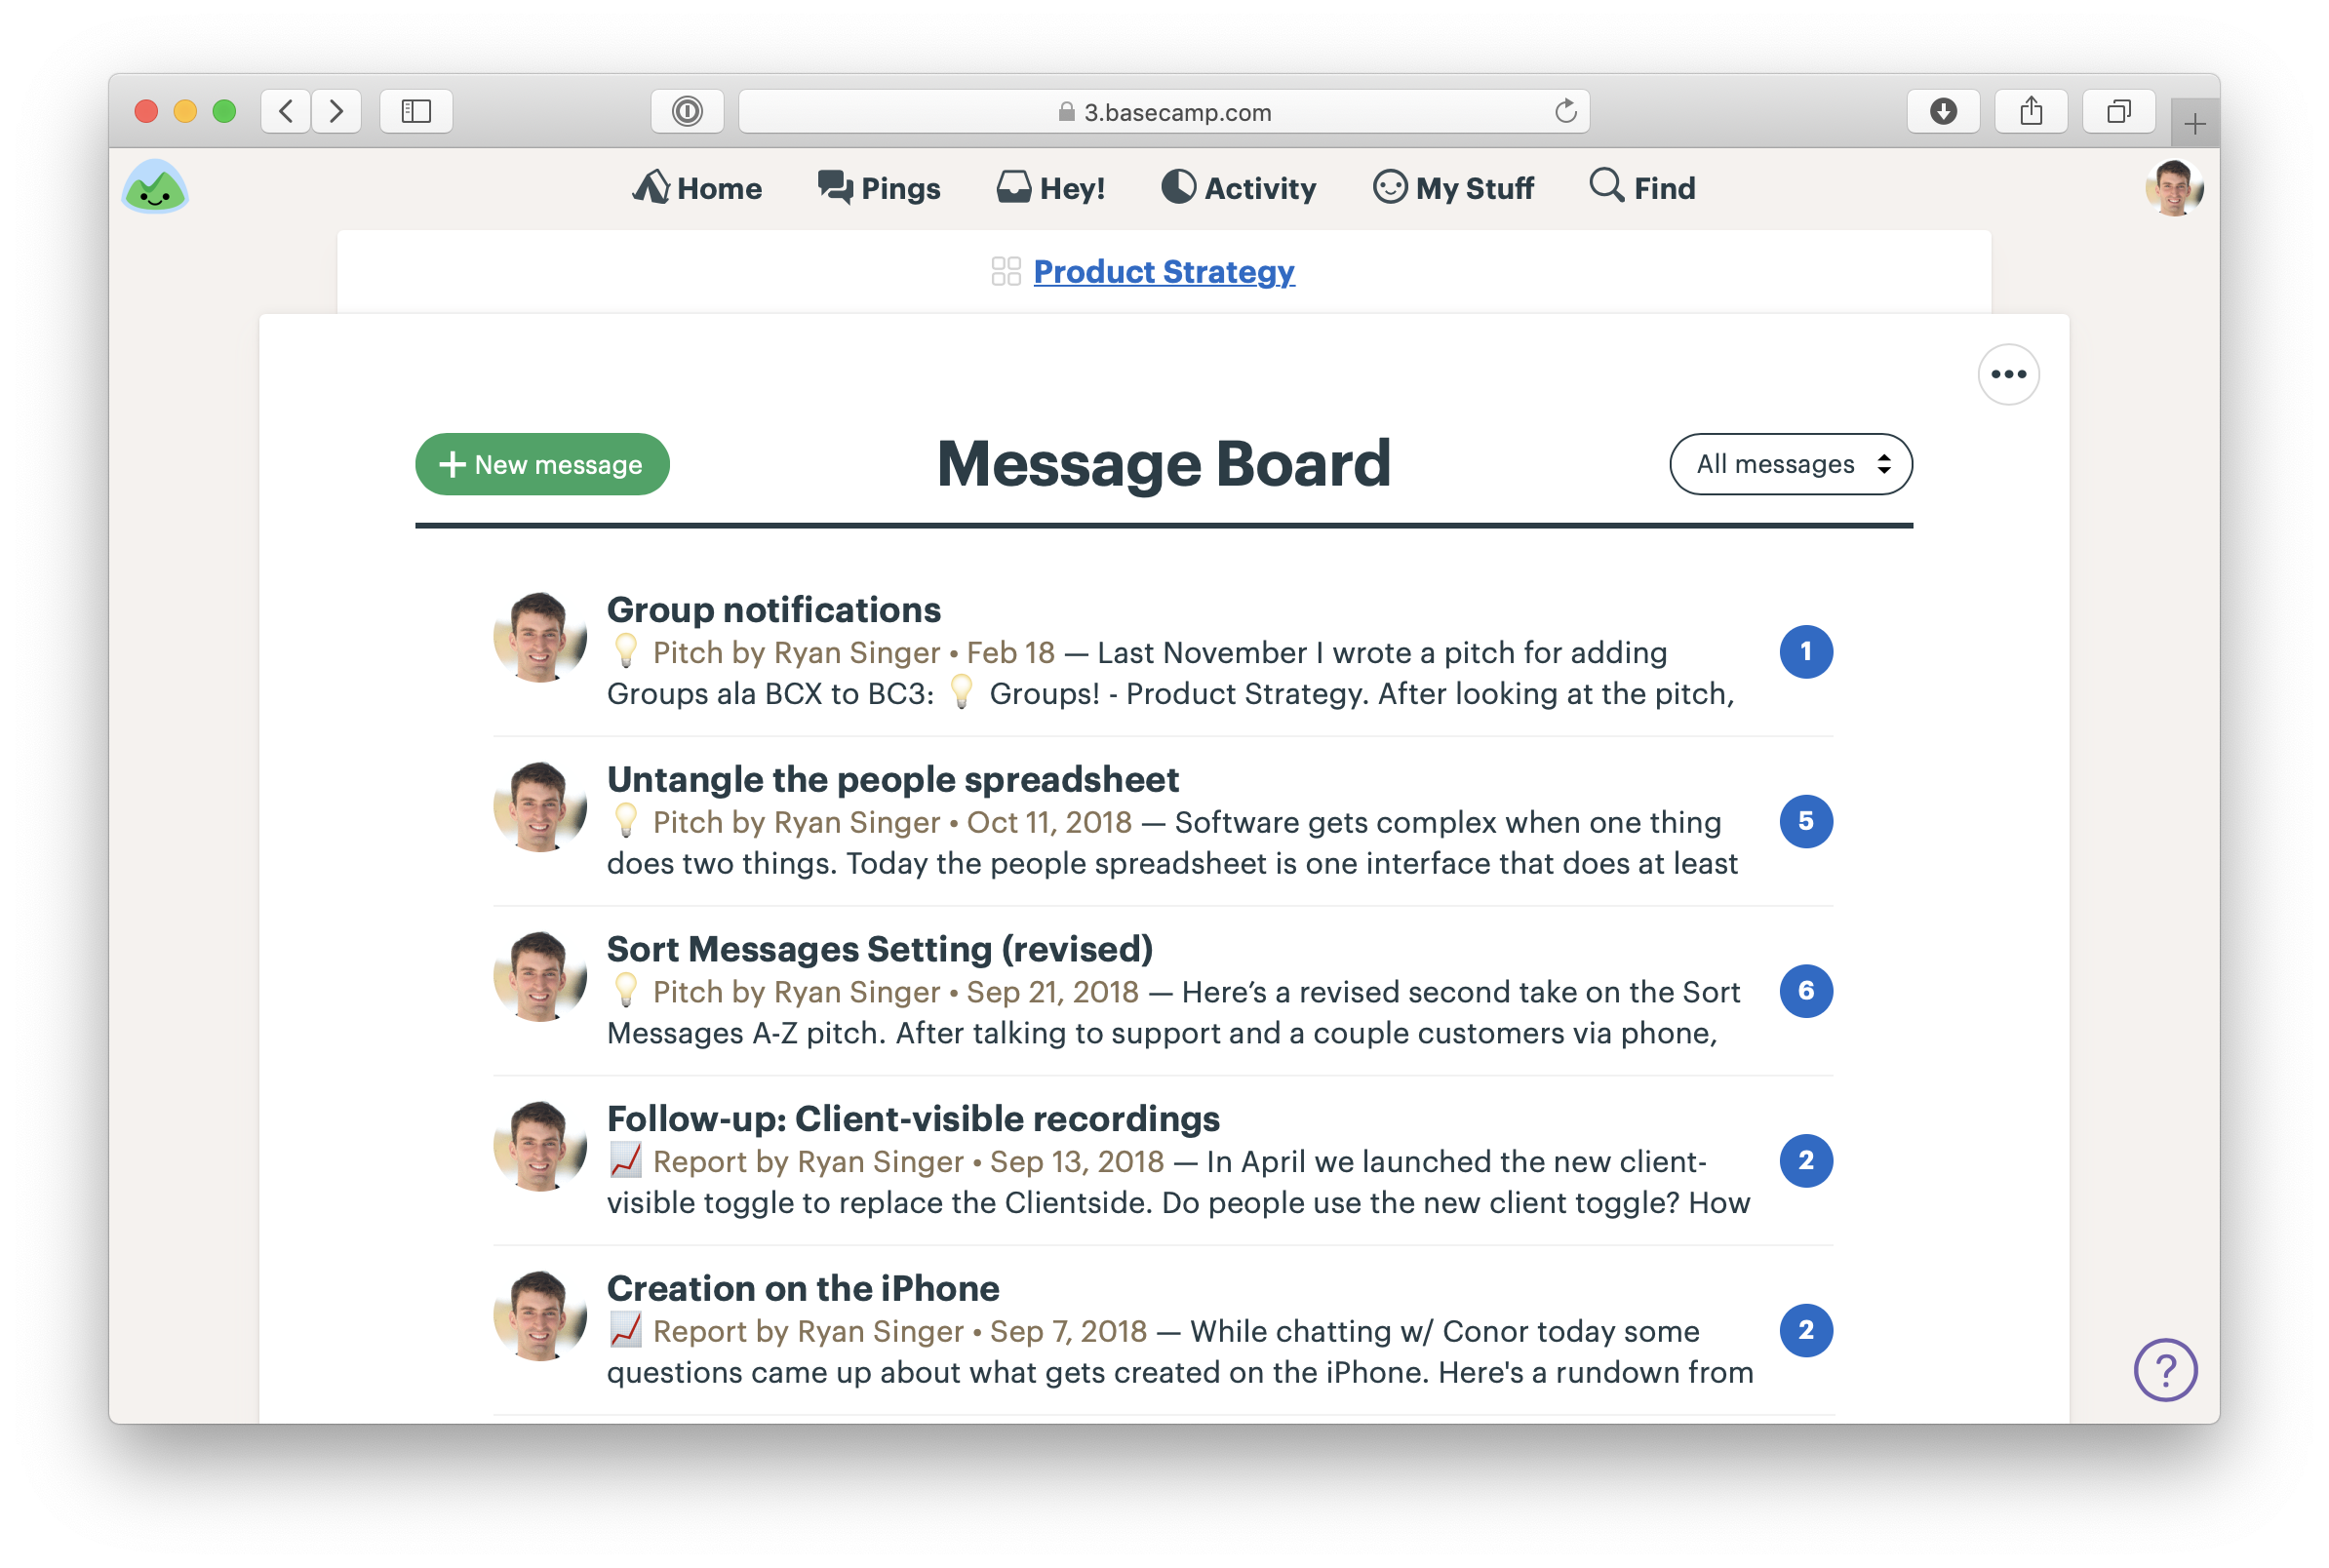 3.basecamp.com
Home Pings Hey! Activity My Stuff Find
Product Strategy
New message
Message Board
All messages
Group notifications
Pitch by Ryan Singer • Feb 18 — Last November I wrote a pitch for adding
Groups ala BCX to BC3: 💡 Groups! - Product Strategy. After looking at the pitch,
1
Untangle the people spreadsheet
Pitch by Ryan Singer • Oct 11, 2018 — Software gets complex when one thing
does two things. Today the people spreadsheet is one interface that does at least
5
Sort Messages Setting (revised)
Pitch by Ryan Singer • Sep 21, 2018 — Here’s a revised second take on the Sort
Messages A-Z pitch. After talking to support and a couple customers via phone,
6
Follow-up: Client-visible recordings
Report by Ryan Singer • Sep 13, 2018 — In April we launched the new client-
visible toggle to replace the Clientside. Do people use the new client toggle? How
2
Creation on the iPhone
Report by Ryan Singer • Sep 7, 2018 — While chatting w/ Conor today some
questions came up about what gets created on the iPhone. Here's a rundown from
2
?